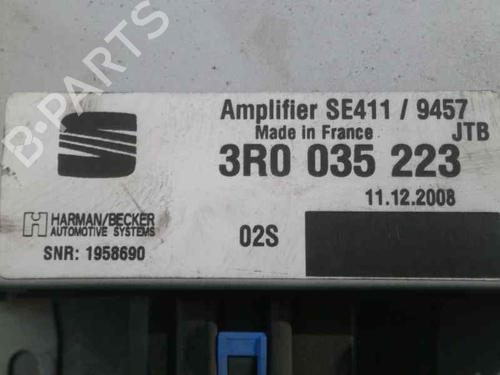 Amplifier SE411 / 9457
Made in France JTB
3R0 035 223
11.12.2008
HARMAN/BECKER
AUTOMOTIVE SYSTEMS
02S
SNR: 1958690
B-PARTS